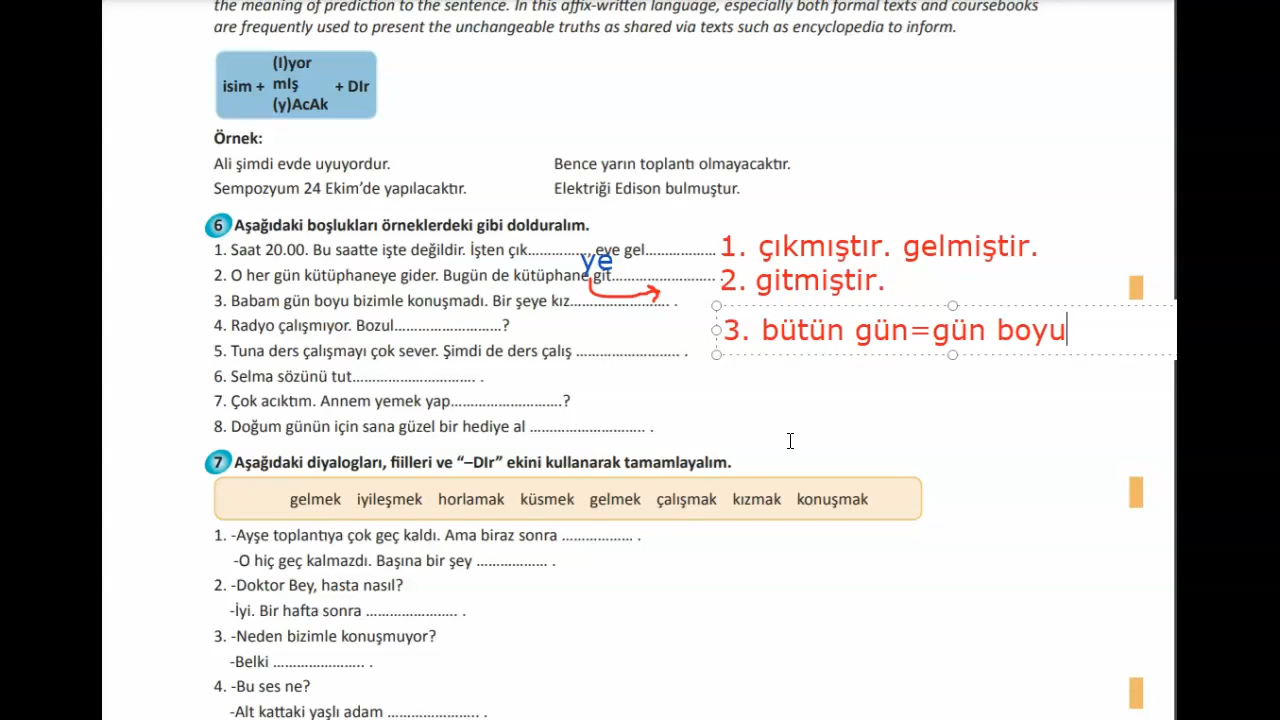 the meaning of prediction to the sentence. In this affix-written language, especially both formal texts and coursebooks
are frequently used to present the unchangeable truths as shared via texts such as encyclopedia to inform.
(I)yor
isim + mIş + DIr
(y)AcAk
Örnek:
Ali şimdi evde uyuyordur. Bence yarın toplantı olmayacaktır.
Sempozyum 24 Ekim’de yapılacaktır. Elektriği Edison bulmuştur.
6 Aşağıdaki boşlukları örneklerdeki gibi dolduralım.
1. Saat 20.00. Bu saatte işte değildir. İşten çık................, eve gel.................. 1. çıkmıştır. gelmiştir.
ye
2. O her gün kütüphaneye gider. Bugün de kütüphane git.......................... . 2. gitmiştir.
3. Babam gün boyu bizimle konuşmadı. Bir şeye kız......................... . 3. bütün gün=gün boyu
4. Radyo çalışmıyor. Bozul...........................?
5. Tuna ders çalışmayı çok sever. Şimdi de ders çalış .......................... .
6. Selma sözünü tut............................... .
7. Çok acıktım. Annem yemek yap............................?
8. Doğum günün için sana güzel bir hediye al ............................. .
7 Aşağıdaki diyalogları, fiilleri ve “–DIr” ekini kullanarak tamamlayalım.
gelmek iyileşmek horlamak küsmek gelmek çalışmak kızmak konuşmak
1. -Ayşe toplantıya çok geç kaldı. Ama biraz sonra .................. .
-O hiç geç kalmazdı. Başına bir şey .................. .
2. -Doktor Bey, hasta nasıl?
-İyi. Bir hafta sonra ....................... .
3. -Neden bizimle konuşmuyor?
-Belki ....................... .
4. -Bu ses ne?
-Alt kattaki yaşlı adam ....................... .